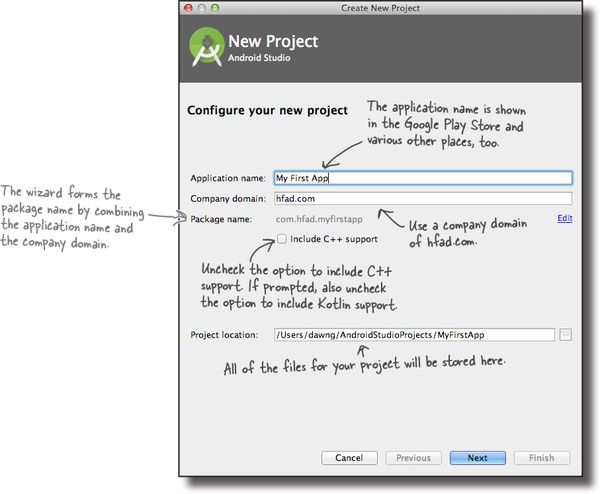 Create New Project
New Project
Android Studio
Configure your new project
The application name is shown
in the Google Play Store and
various other places, too.
Application name: My First App
Company domain: hfad.com
Package name: com.hfad.myfirstapp Edit
The wizard forms the
package name by combining
the application name and
the company domain.
Use a company domain
of hfad.com.
Include C++ support
Uncheck the option to include C++
support. If prompted, also uncheck
the option to include Kotlin support.
Project location: /Users/dawng/AndroidStudioProjects/MyFirstApp ...
All of the files for your project will be stored here.
Cancel Previous Next Finish